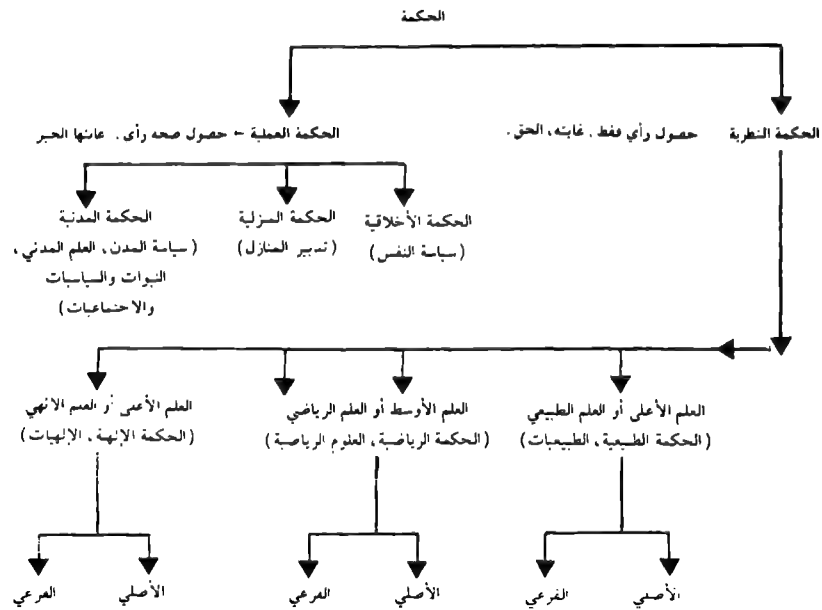 الحكمة
الحكمة النظرية حصول رأي فقط، غايته، الحق.
الحكمة العملية ← حصول صحه رأى. غايتها الخير
الحكمة الأخلاقية
(سياسة النفس)
الحكمة المنزلية
(تدبير المنازل)
الحكمة المدنية
(سياسة المدن، العلم المدني،
النبوات والسياسات
والاجتماعيات)
العلم الأعلى أو العلم الطبيعي
(الحكمة الطبيعية، الطبيعيات)
العلم الأوسط أو العلم الرياضي
(الحكمة الرياضية، العلوم الرياضية)
العلم الأعلى أو العلم الالهي
(الحكمة الإلهية، الإلهيات)
الأصلي
الفرعي
الأصلي
الفرعي
الأصلي
الفرعي